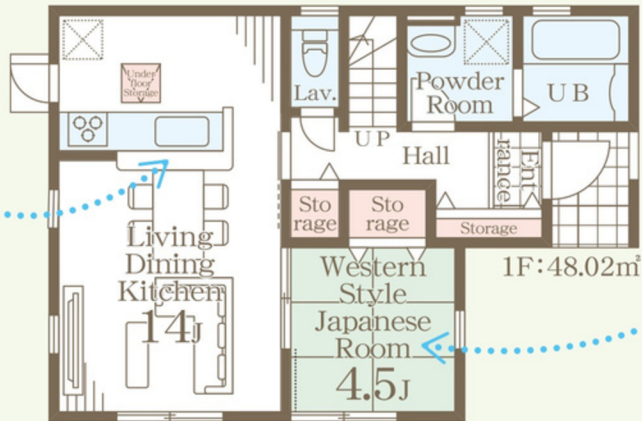 Under
floor
Storage
Lav.
Powder
Room
U B
UP
Hall
Ent
rance
Sto
rage
Sto
rage
Storage
Living
Dining
Kitchen
14J
Western
Style
Japanese
Room
4.5J
1F:48.02㎡